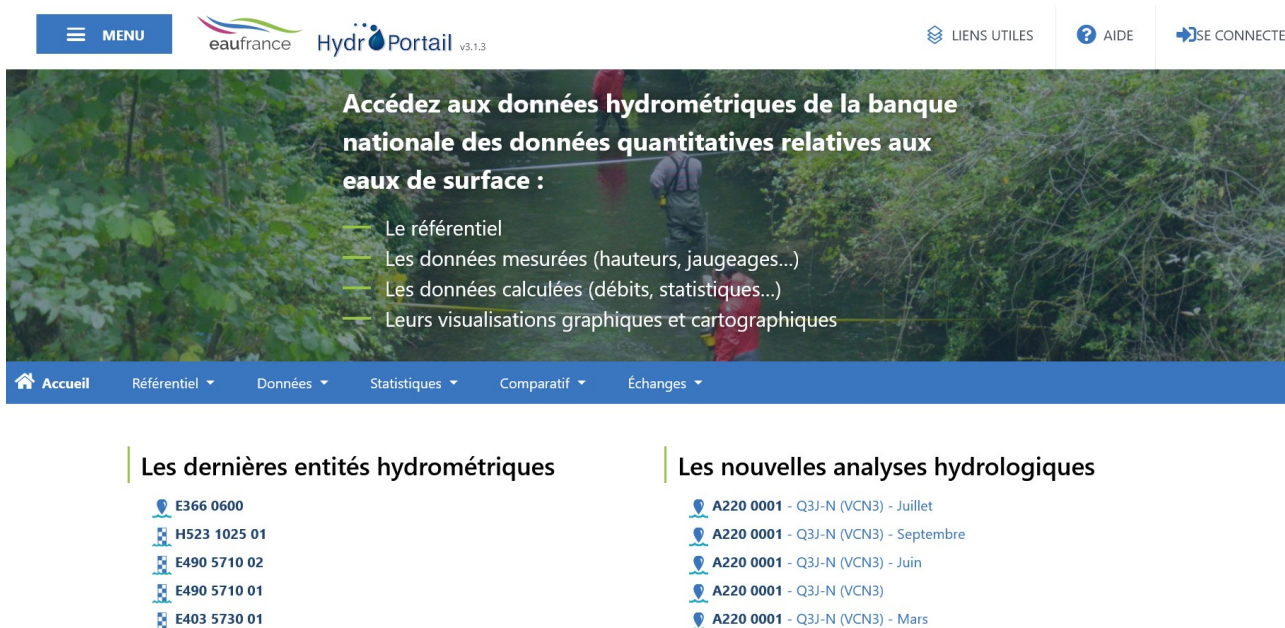 MENU
eaufrance
HydroPortail v3.1.3
LIENS UTILES
? AIDE
SE CONNECTE
Accédez aux données hydrométriques de la banque
nationale des données quantitatives relatives aux
eaux de surface :
Le référentiel
Les données mesurées (hauteurs, jaugeages...)
Les données calculées (débits, statistiques...)
Leurs visualisations graphiques et cartographiques
Accueil
Référentiel
Données
Statistiques
Comparatif
Échanges
Les dernières entités hydrométriques
E366 0600
H523 1025 01
E490 5710 02
E490 5710 01
E403 5730 01
Les nouvelles analyses hydrologiques
A220 0001 - Q3J-N (VCN3) - Juillet
A220 0001 - Q3J-N (VCN3) - Septembre
A220 0001 - Q3J-N (VCN3) - Juin
A220 0001 - Q3J-N (VCN3)
A220 0001 - Q3J-N (VCN3) - Mars